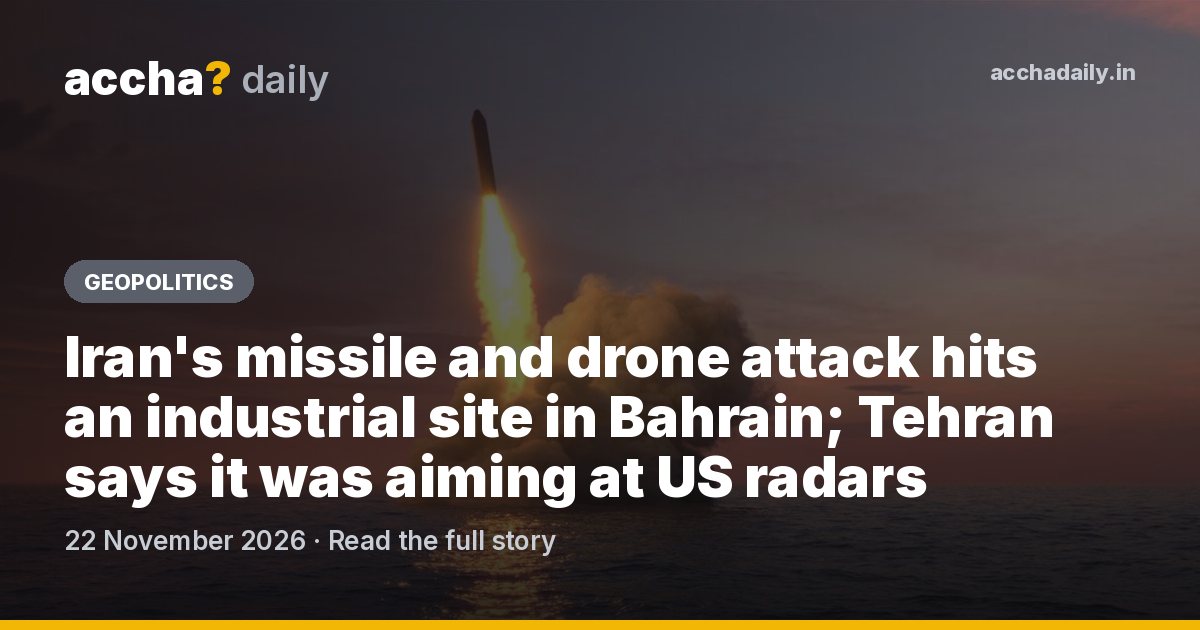 accha? daily
acchadaily.in
GEOPOLITICS
Iran's missile and drone attack hits
an industrial site in Bahrain; Tehran
says it was aiming at US radars
22 November 2026 · Read the full story